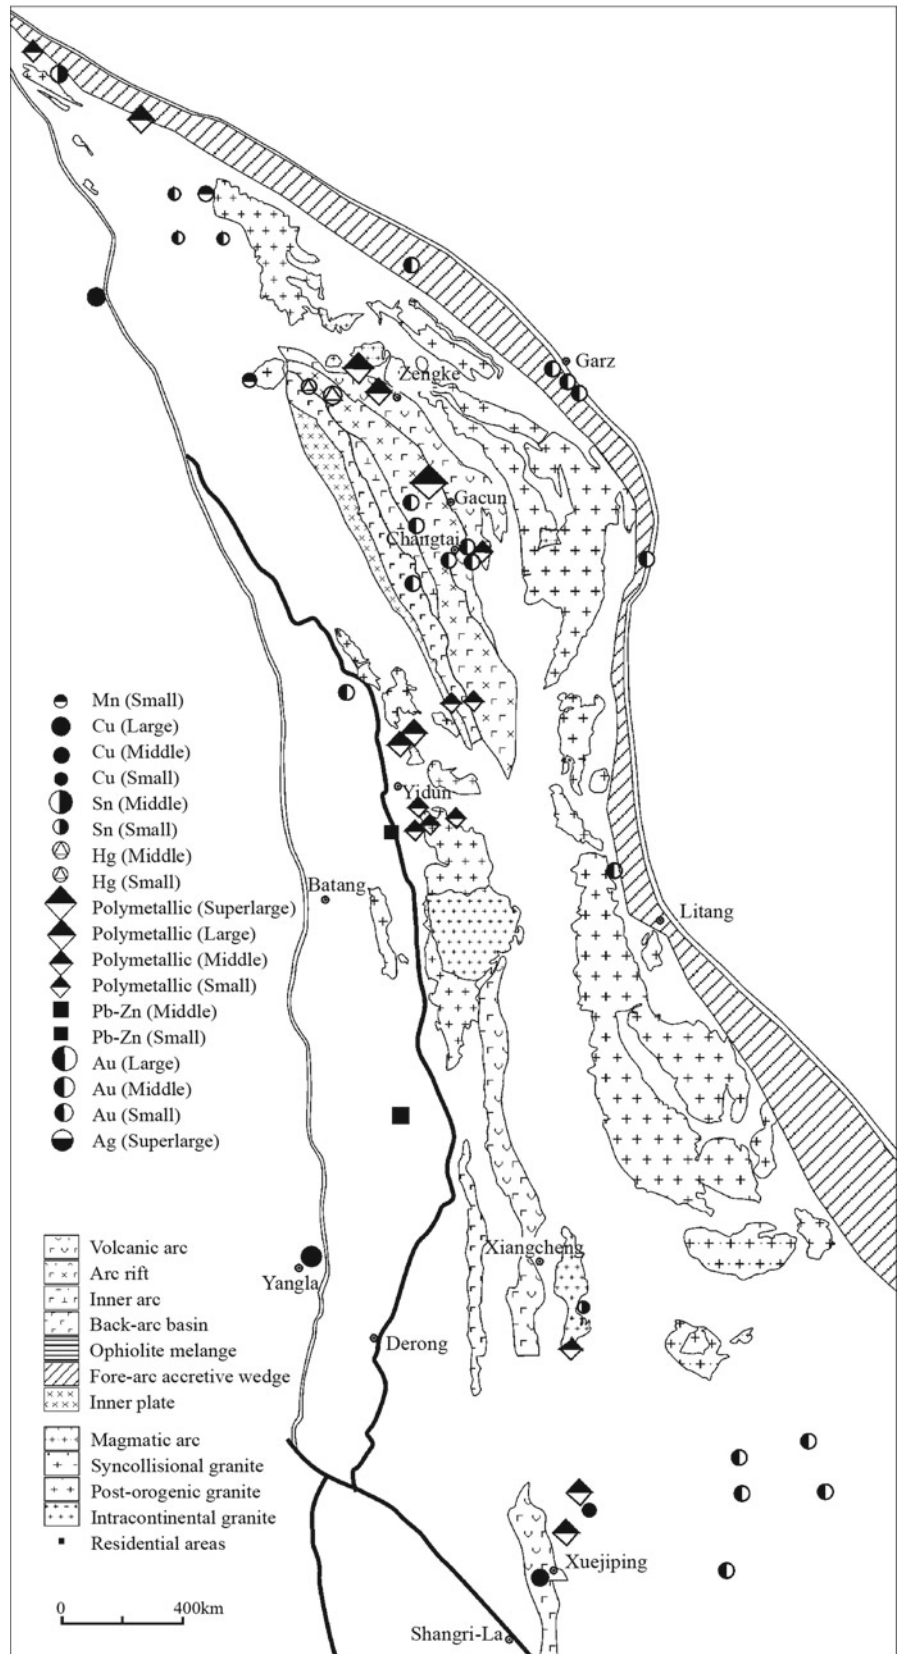 Garz
Zengke
Gacun
Changtai
Mn (Small)
Cu (Large)
Cu (Middle)
Cu (Small)
Sn (Middle)
Sn (Small)
Hg (Middle)
Hg (Small)
Polymetallic (Superlarge)
Polymetallic (Large)
Polymetallic (Middle)
Polymetallic (Small)
Pb-Zn (Middle)
Pb-Zn (Small)
Au (Large)
Au (Middle)
Au (Small)
Ag (Superlarge)
Yidun
Batang
Litang
Volcanic arc
Arc rift
Inner arc
Back-arc basin
Ophiolite melange
Fore-arc accretive wedge
Inner plate
Magmatic arc
Syncollisional granite
Post-orogenic granite
Intracontinental granite
Residential areas
Xiangcheng
Yangla
Derong
Xuejiping
Shangri-La
0 400km